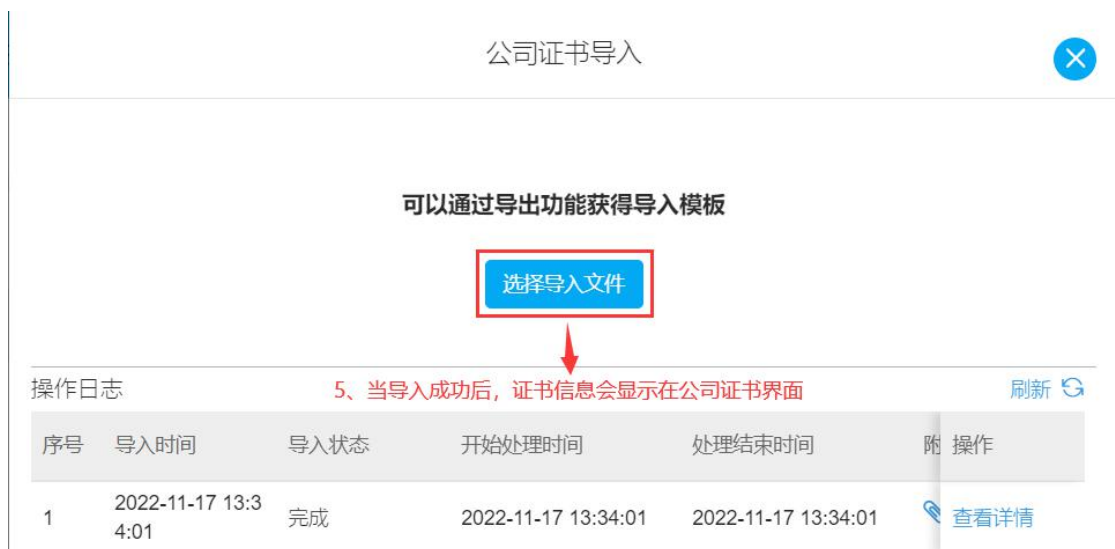 公司证书导入
可以通过导出功能获得导入模板
选择导入文件
操作日志 5、当导入成功后，证书信息会显示在公司证书界面 刷新
序号 导入时间 导入状态 开始处理时间 处理结束时间 附 操作
1 2022-11-17 13:3 完成 2022-11-17 13:34:01 2022-11-17 13:34:01 查看详情
4:01